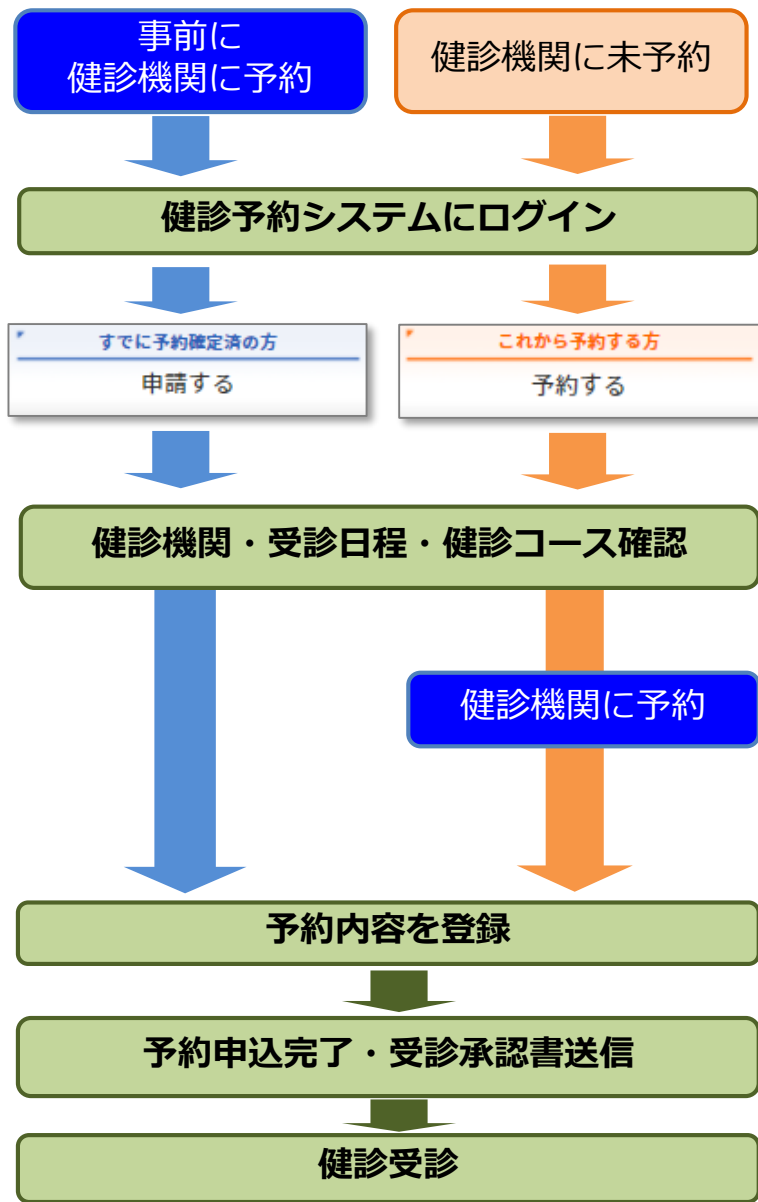 事前に
健診機関に予約
健診機関に未予約
健診予約システムにログイン
すでに予約確定済の方
申請する
これから予約する方
予約する
健診機関・受診日程・健診コース確認
健診機関に予約
予約内容を登録
予約申込完了・受診承認書送信
健診受診